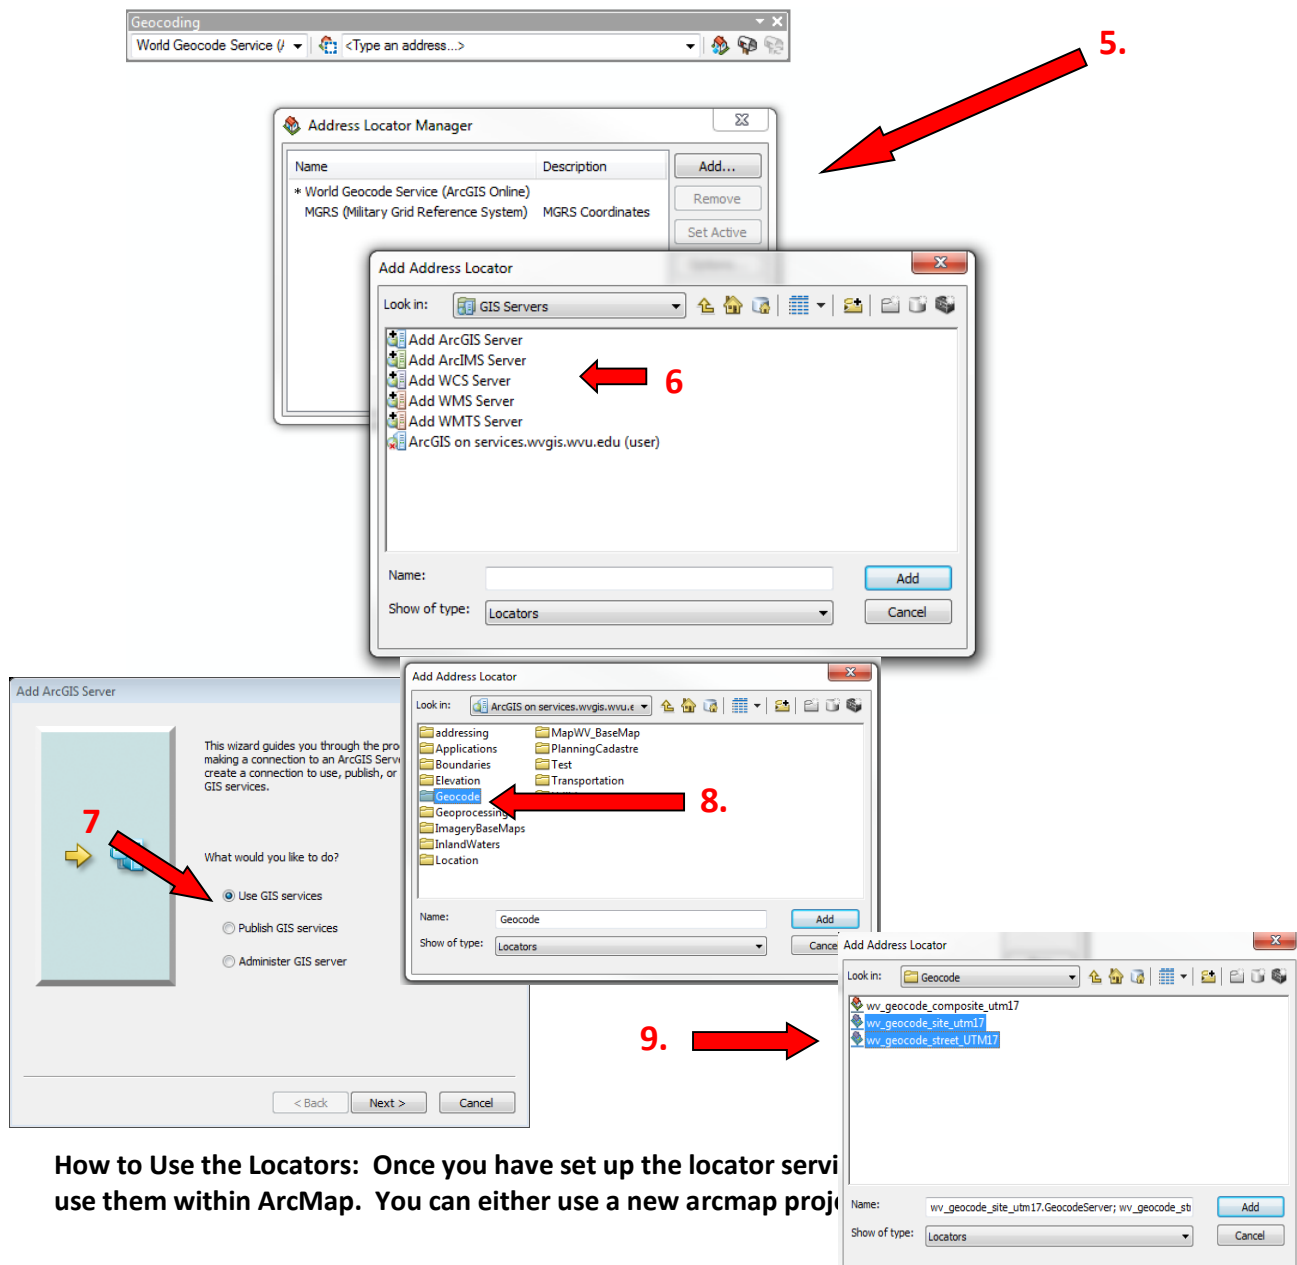 Geocoding
World Geocode Service (/
<Type an address...>
5.
Address Locator Manager
Name Description
Add...
* World Geocode Service (ArcGIS Online)
MGRS (Military Grid Reference System) MGRS Coordinates
Remove
Set Active
Add Address Locator
Look in: GIS Servers
Add ArcGIS Server
Add ArcIMS Server
Add WCS Server
Add WMS Server
Add WMTS Server
ArcGIS on services.wvgis.wvu.edu (user)
6
Name:
Add
Show of type: Locators
Cancel
Add ArcGIS Server
This wizard guides you through the pro
making a connection to an ArcGIS Serv
create a connection to use, publish, or
GIS services.
7
What would you like to do?
Use GIS services
Publish GIS services
Administer GIS server
< Back
Next >
Cancel
Add Address Locator
Look in: ArcGIS on services.wvgis.wvu.e
addressing
Applications
Boundaries
Elevation
Geocode
Geoprocessing
ImageryBaseMaps
InlandWaters
Location
MapWV_BaseMap
PlanningCadastre
Test
Transportation
8.
Name: Geocode
Add
Show of type: Locators
Cance
9.
Add Address Locator
Look in: Geocode
wv_geocode_composite_utm17
wv_geocode_site_utm17
wv_geocode_street_UTM17
Name: wv_geocode_site_utm17.GeocodeServer; wv_geocode_sti
Add
Show of type: Locators
Cancel
How to Use the Locators: Once you have set up the locator servi
use them within ArcMap. You can either use a new arcmap proj